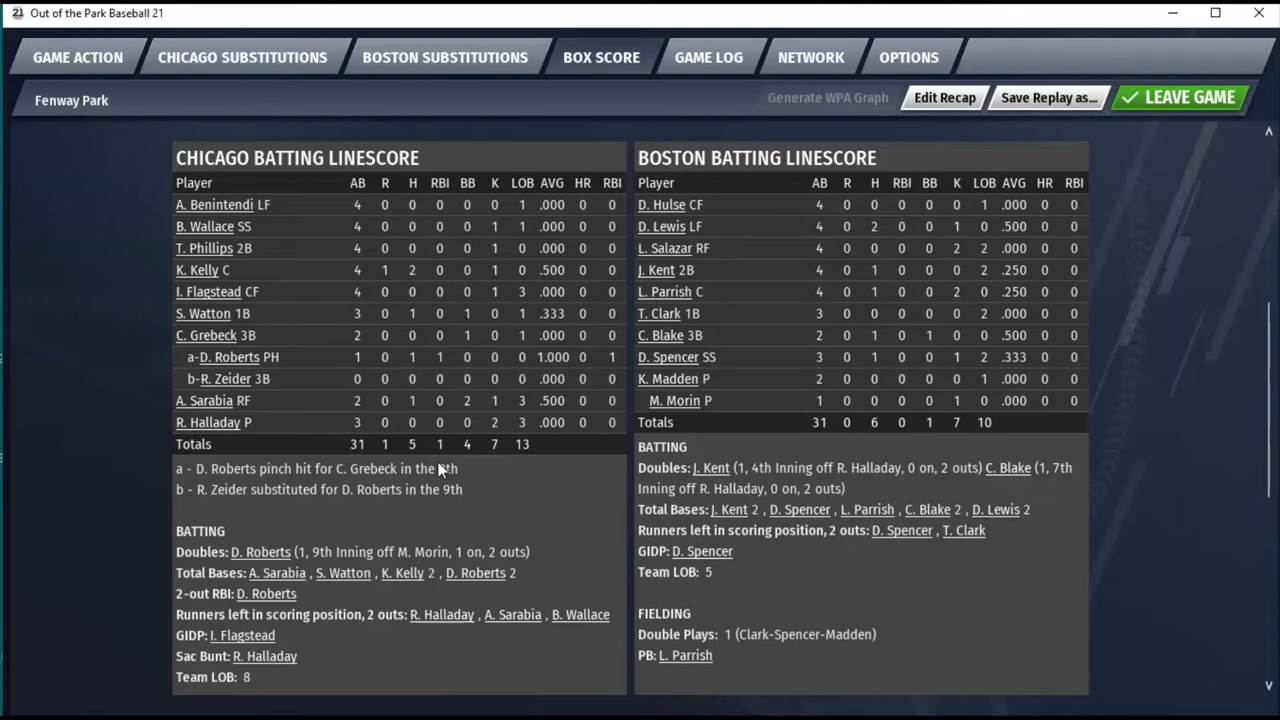 21 Out of the Park Baseball 21
GAME ACTION CHICAGO SUBSTITUTIONS BOSTON SUBSTITUTIONS BOX SCORE GAME LOG NETWORK OPTIONS
Fenway Park Generate WPA Graph Edit Recap Save Replay as... LEAVE GAME
CHICAGO BATTING LINESCORE
Player AB R H RBI BB K LOB AVG HR RBI
A. Benintendi LF 4 0 0 0 0 0 1 .000 0 0
B. Wallace SS 4 0 0 0 0 1 1 .000 0 0
T. Phillips 2B 4 0 0 0 0 1 0 .000 0 0
K. Kelly C 4 1 2 0 0 1 0 .500 0 0
I. Flagstead CF 4 0 0 0 0 1 3 .000 0 0
S. Watton 1B 3 0 1 0 1 0 1 .333 0 0
C. Grebeck 3B 2 0 0 0 1 0 1 .000 0 0
a-D. Roberts PH 1 0 1 1 0 0 0 1.000 0 1
b-R. Zeider 3B 0 0 0 0 0 0 0 .000 0 0
A. Sarabia RF 2 0 1 0 2 1 3 .500 0 0
R. Halladay P 3 0 0 0 0 2 3 .000 0 0
Totals 31 1 5 1 4 7 13
a - D. Roberts pinch hit for C. Grebeck in the
b - R. Zeider substituted for D. Roberts in the 9th
BATTING
Doubles: D. Roberts (1, 9th Inning off M. Morin, 1 on, 2 outs)
Total Bases: A. Sarabia , S. Watton , K. Kelly 2 , D. Roberts 2
2-out RBI: D. Roberts
Runners left in scoring position, 2 outs: R. Halladay , A. Sarabia , B. Wallace
GIDP: I. Flagstead
Sac Bunt: R. Halladay
Team LOB: 8
BOSTON BATTING LINESCORE
Player AB R H RBI BB K LOB AVG HR RBI
D. Hulse CF 4 0 0 0 0 0 1 .000 0 0
D. Lewis LF 4 0 2 0 0 1 0 .500 0 0
L. Salazar RF 4 0 0 0 0 2 2 .000 0 0
J. Kent 2B 4 0 1 0 0 0 2 .250 0 0
L. Parrish C 4 0 1 0 0 2 0 .250 0 0
T. Clark 1B 3 0 0 0 0 0 2 .000 0 0
C. Blake 3B 2 0 1 0 1 0 0 .500 0 0
D. Spencer SS 3 0 1 0 0 1 2 .333 0 0
K. Madden P 2 0 0 0 0 0 1 .000 0 0
M. Morin P 1 0 0 0 0 1 0 .000 0 0
Totals 31 0 6 0 1 7 10
BATTING
Doubles: J. Kent (1, 4th Inning off R. Halladay, 0 on, 2 outs) C. Blake (1, 7th
Inning off R. Halladay, 0 on, 2 outs)
Total Bases: J. Kent 2 , D. Spencer , L. Parrish , C. Blake 2 , D. Lewis 2
Runners left in scoring position, 2 outs: D. Spencer , T. Clark
GIDP: D. Spencer
Team LOB: 5
FIELDING
Double Plays: 1 (Clark-Spencer-Madden)
PB: L. Parrish